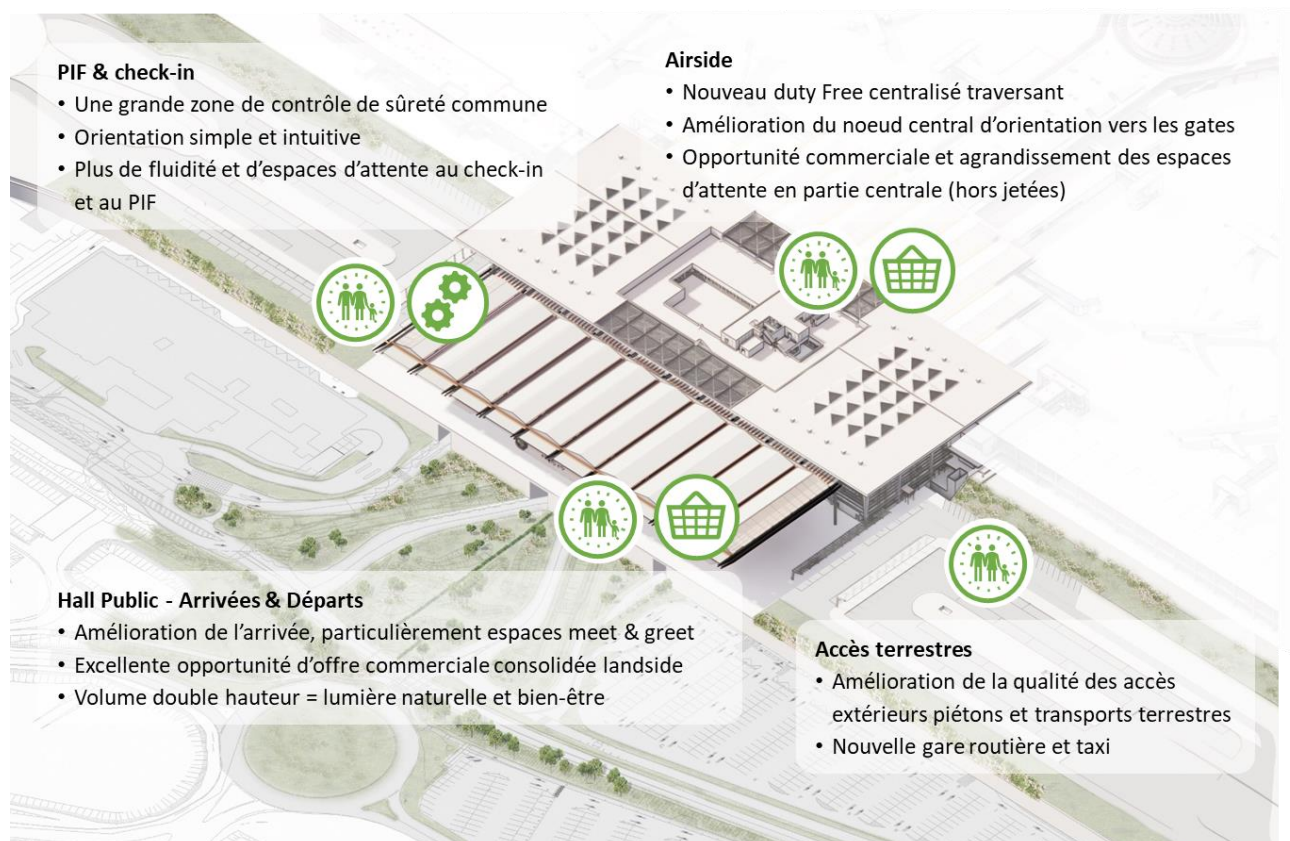 PIF & check-in
• Une grande zone de contrôle de sûreté commune
• Orientation simple et intuitive
• Plus de fluidité et d'espaces d'attente au check-in
et au PIF
Airside
• Nouveau duty Free centralisé traversant
• Amélioration du noeud central d'orientation vers les gates
• Opportunité commerciale et agrandissement des espaces
d'attente en partie centrale (hors jetées)
Hall Public - Arrivées & Départs
• Amélioration de l'arrivée, particulièrement espaces meet & greet
• Excellente opportunité d'offre commerciale consolidée landside
• Volume double hauteur = lumière naturelle et bien-être
Accès terrestres
• Amélioration de la qualité des accès
extérieurs piétons et transports terrestres
• Nouvelle gare routière et taxi